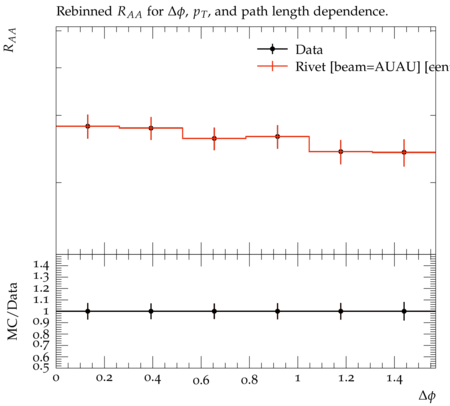 Rebinned R_AA for Δϕ, p_T, and path length dependence.
R_AA
Data
Rivet [beam=AUAU] [cen
MC/Data
1.4
1.3
1.2
1.1
1
0.9
0.8
0.7
0.6
0.5
0 0.2 0.4 0.6 0.8 1 1.2 1.4
Δϕ